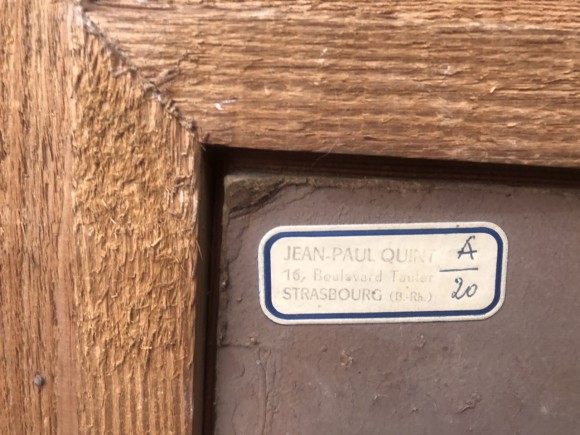 JEAN-PAUL QUINT
16, Boulevard Tauler
STRASBOURG (B.-Rh.)
A
20